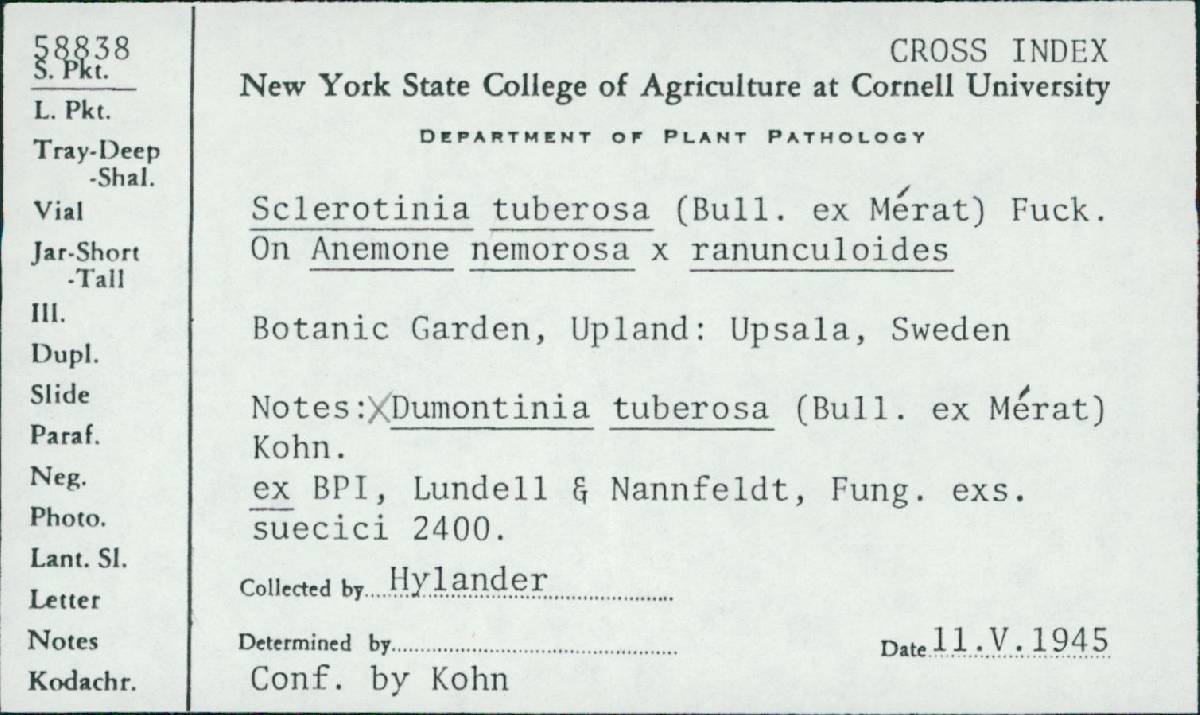 58838
S. Pkt.
L. Pkt.
Tray-Deep
-Shal.
Vial
Jar-Short
-Tall
Ill.
Dupl.
Slide
Paraf.
Neg.
Photo.
Lant. Sl.
Letter
Notes
Kodachr.
CROSS INDEX
New York State College of Agriculture at Cornell University
DEPARTMENT OF PLANT PATHOLOGY
Sclerotinia tuberosa (Bull. ex Mérat) Fuck.
On Anemone nemorosa x ranunculoides
Botanic Garden, Upland: Upsala, Sweden
Notes:XDumontinia tuberosa (Bull. ex Mérat)
Kohn.
ex BPI, Lundell & Nannfeldt, Fung. exs.
suecici 2400.
Collected by Hylander
Determined by
Date 11.V.1945
Conf. by Kohn